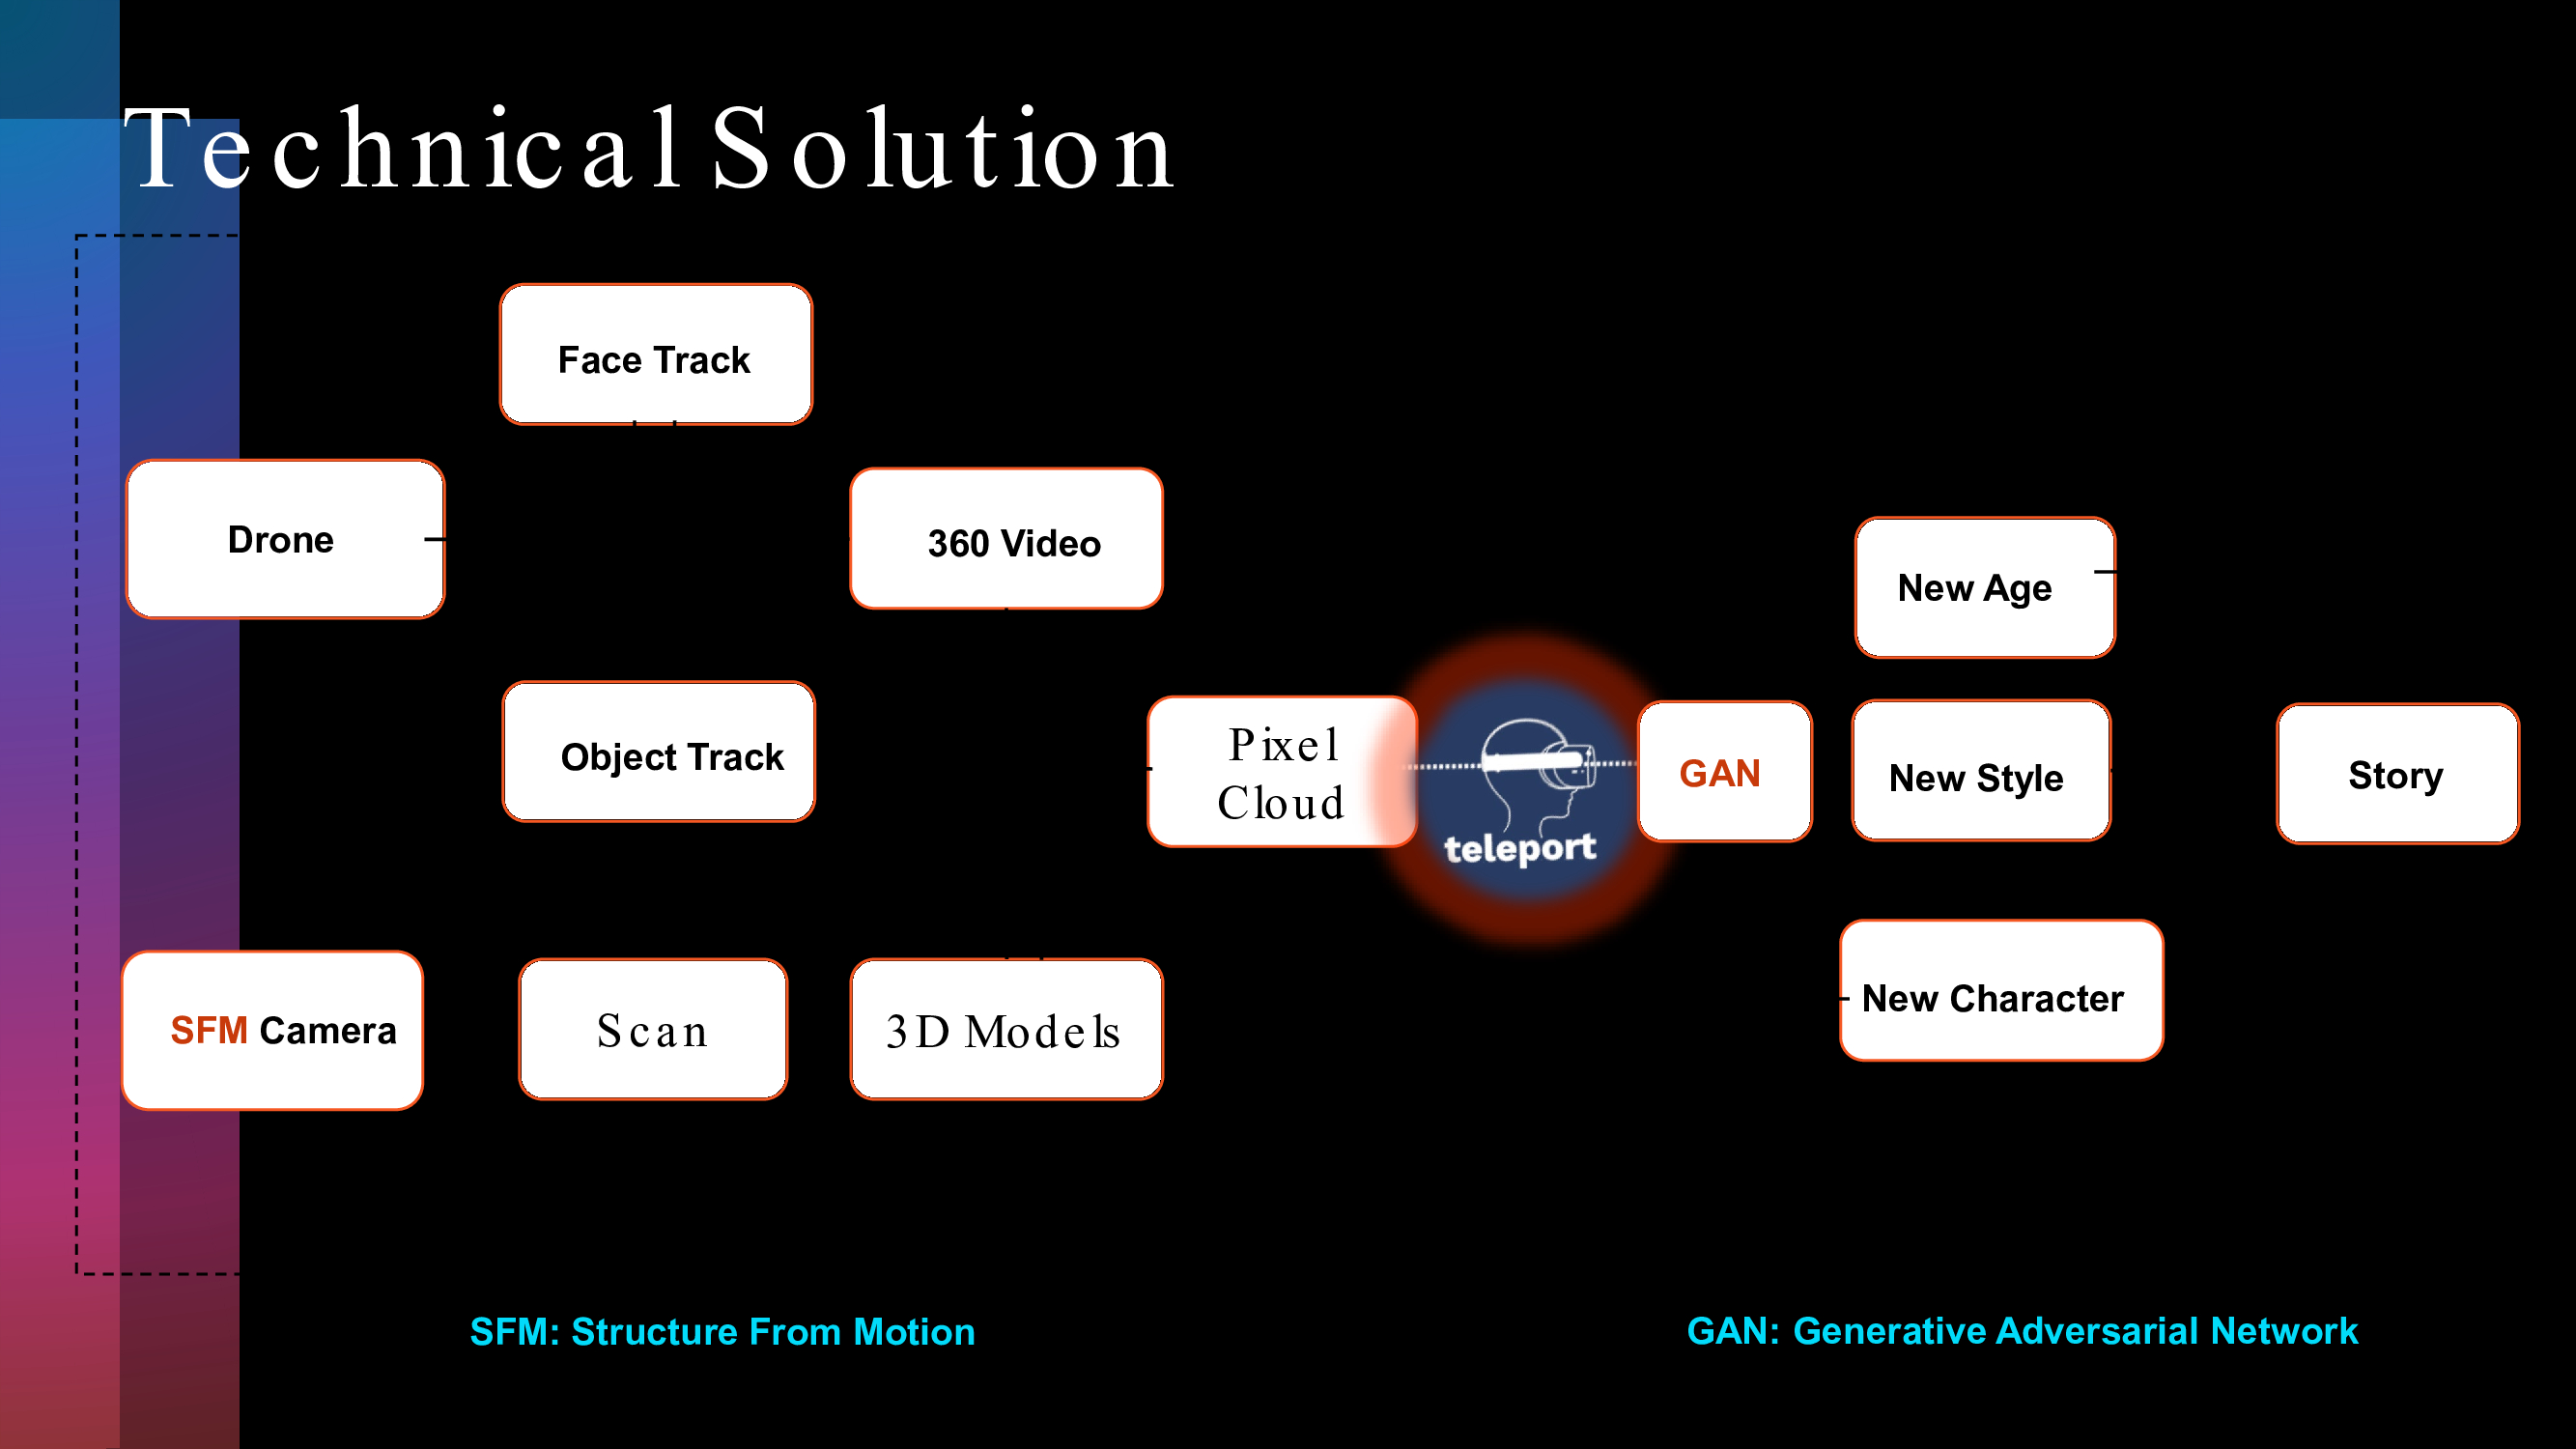 Technical Solution
Face Track
Drone
360 Video
New Age
Object Track
Pixel
Cloud
teleport
GAN
New Style
Story
SFM Camera
Scan
3D Models
New Character
SFM: Structure From Motion
GAN: Generative Adversarial Network